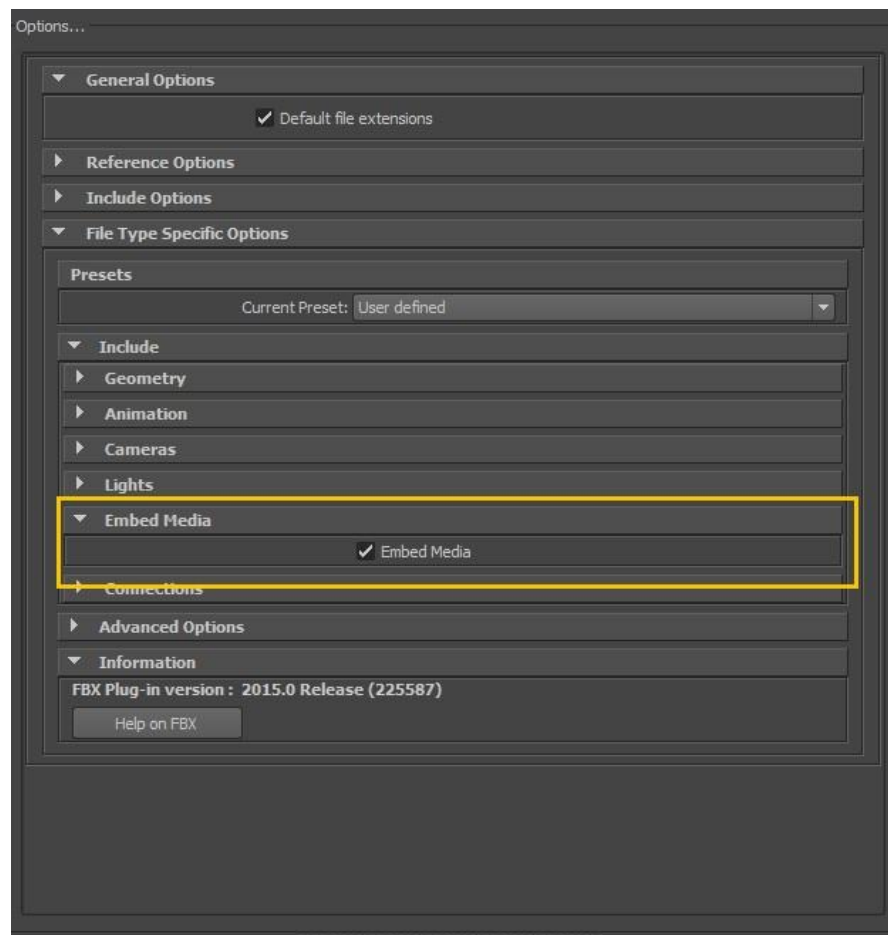 Options...
General Options
Default file extensions
Reference Options
Include Options
File Type Specific Options
Presets
Current Preset: User defined
Include
Geometry
Animation
Cameras
Lights
Embed Media
Embed Media
Connections
Advanced Options
Information
FBX Plug-in version : 2015.0 Release (225587)
Help on FBX